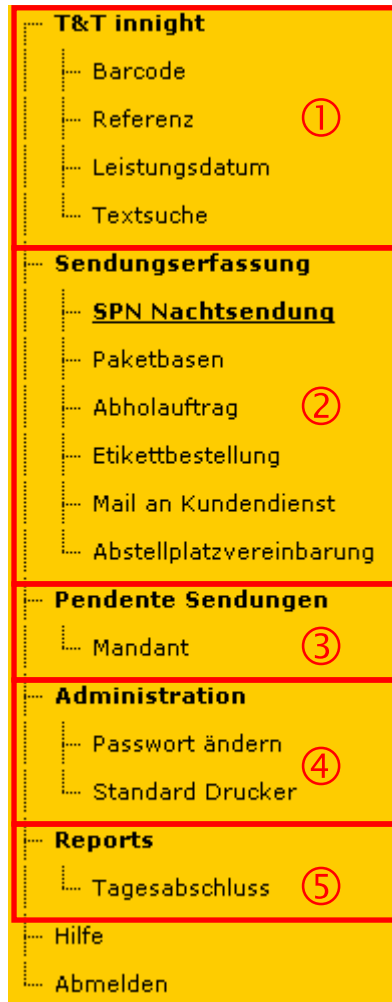 T&T innight
Barcode
Referenz ①
Leistungsdatum
Textsuche
Sendungserfassung
SPN Nachtsendung
Paketbasen
Abholauftrag ②
Etikettbestellung
Mail an Kundendienst
Abstellplatzvereinbarung
Pendente Sendungen
Mandant ③
Administration
Passwort ändern
④
Standard Drucker
Reports
Tagesabschluss ⑤
Hilfe
Abmelden